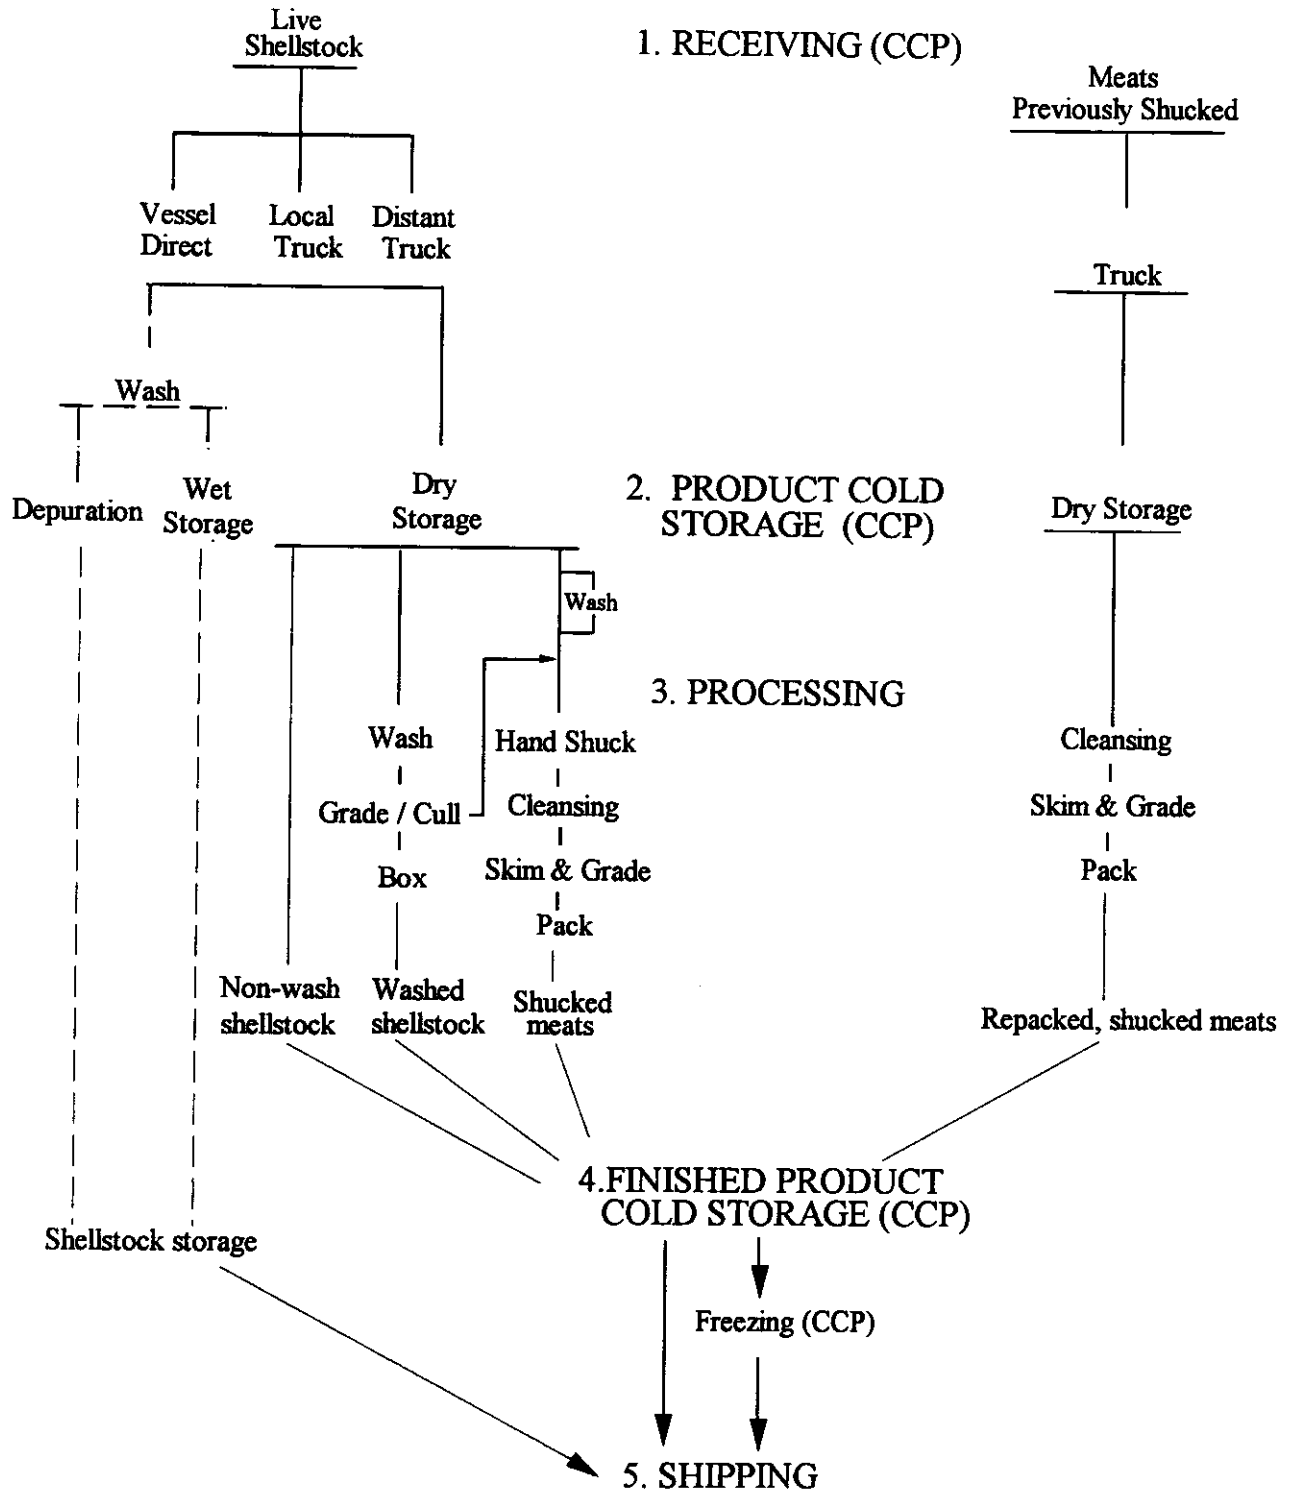 Live
Shellstock
1. RECEIVING (CCP)
Meats
Previously Shucked
Vessel
Direct
Local
Truck
Distant
Truck
Truck
Wash
Depuration
Wet
Storage
Dry
Storage
2. PRODUCT COLD
STORAGE (CCP)
Dry Storage
Wash
3. PROCESSING
Wash
Hand Shuck
Cleansing
Grade / Cull
Cleansing
Skim & Grade
Box
Skim & Grade
Pack
Pack
Non-wash
shellstock
Washed
shellstock
Shucked
meats
Repacked, shucked meats
4.FINISHED PRODUCT
COLD STORAGE (CCP)
Shellstock storage
Freezing (CCP)
5. SHIPPING